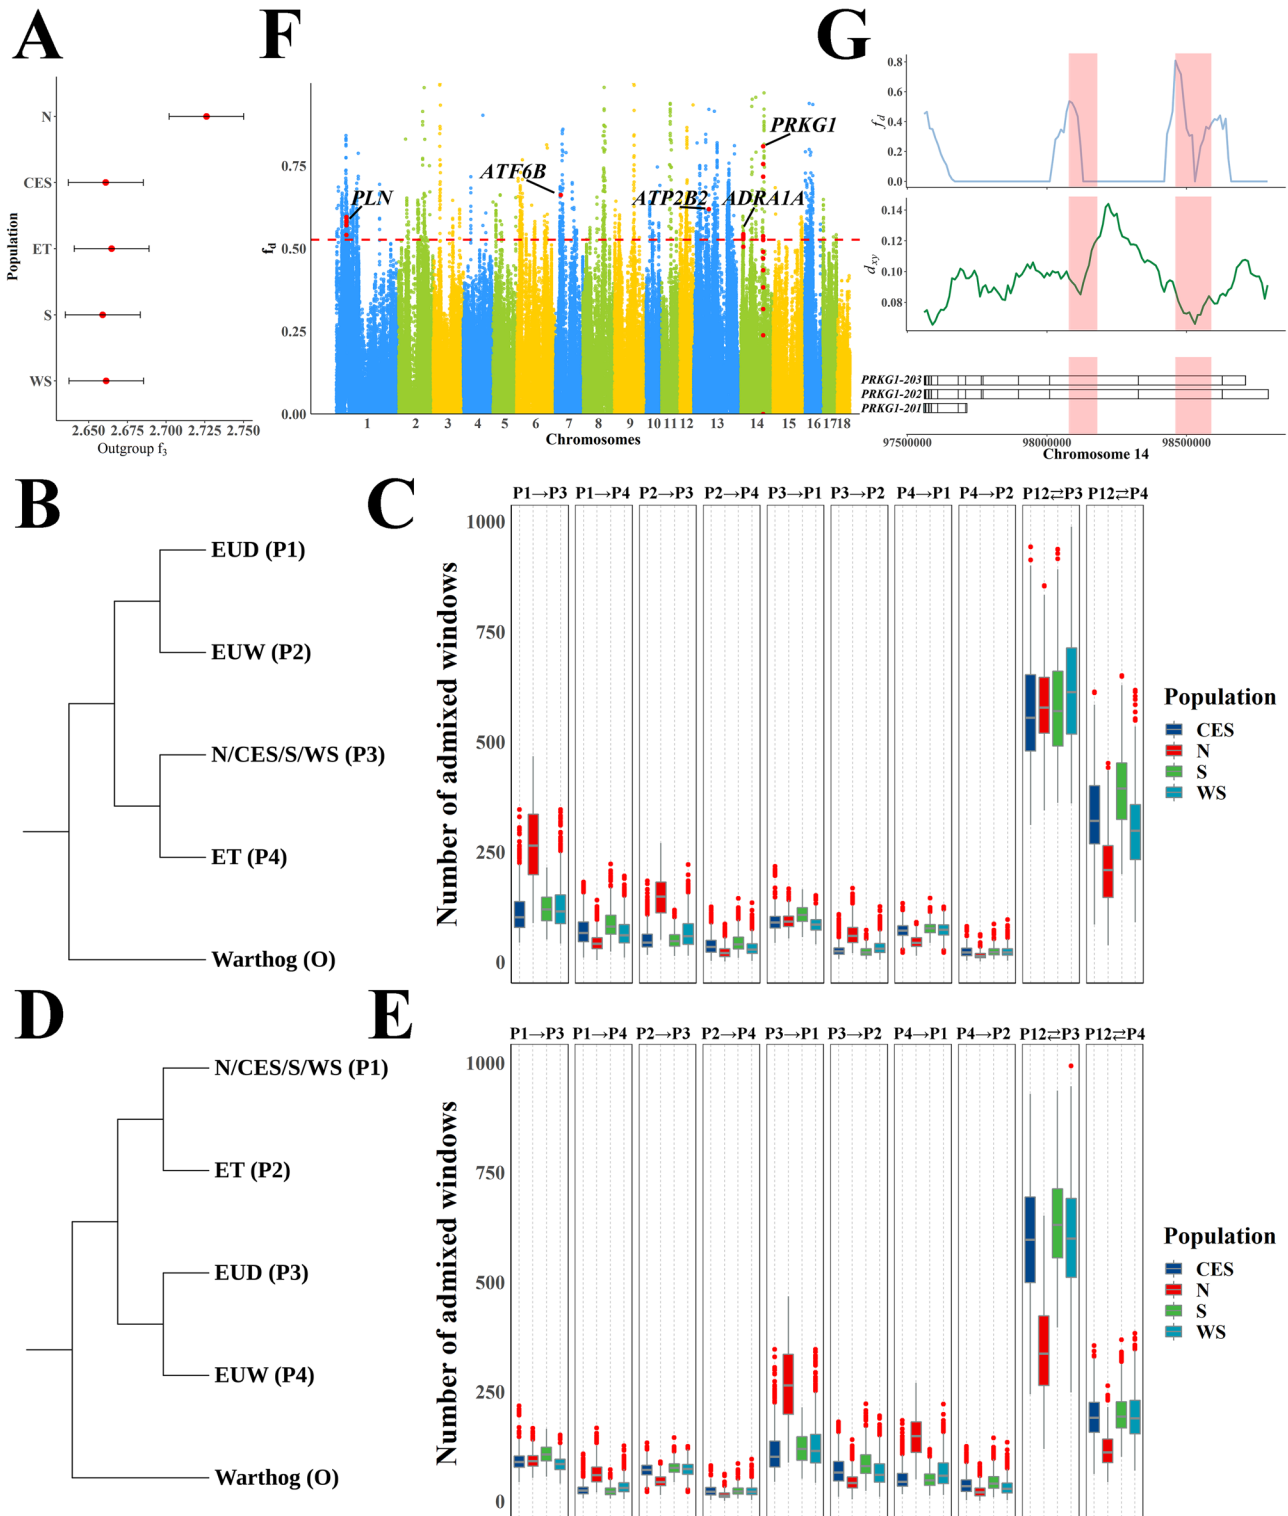 A
Population
N
CES
ET
S
WS
2.650 2.675 2.700 2.725 2.750
Outgroup f3
F
fd
0.75
0.50
0.25
0.00
PLN
ATF6B
ATP2B2
ADRA1A
PRKG1
1 2 3 4 5 6 7 8 9 10 11 12 13 14 15 16 17 18
Chromosomes
G
fd
0.8
0.6
0.4
0.2
0.0
dxy
0.12
0.10
0.08
PRKG1-203
PRKG1-202
PRKG1-201
97500000 98000000 98500000
Chromosome 14
B
EUD (P1)
EUW (P2)
N/CES/S/WS (P3)
ET (P4)
Warthog (O)
C
P1→P3 P1→P4 P2→P3 P2→P4 P3→P1 P3→P2 P4→P1 P4→P2 P12⇄P3 P12⇄P4
Number of admixed windows
1000
750
500
250
0
Population
CES
N
S
WS
D
N/CES/S/WS (P1)
ET (P2)
EUD (P3)
EUW (P4)
Warthog (O)
E
P1→P3 P1→P4 P2→P3 P2→P4 P3→P1 P3→P2 P4→P1 P4→P2 P12⇄P3 P12⇄P4
Number of admixed windows
1000
750
500
250
0
Population
CES
N
S
WS